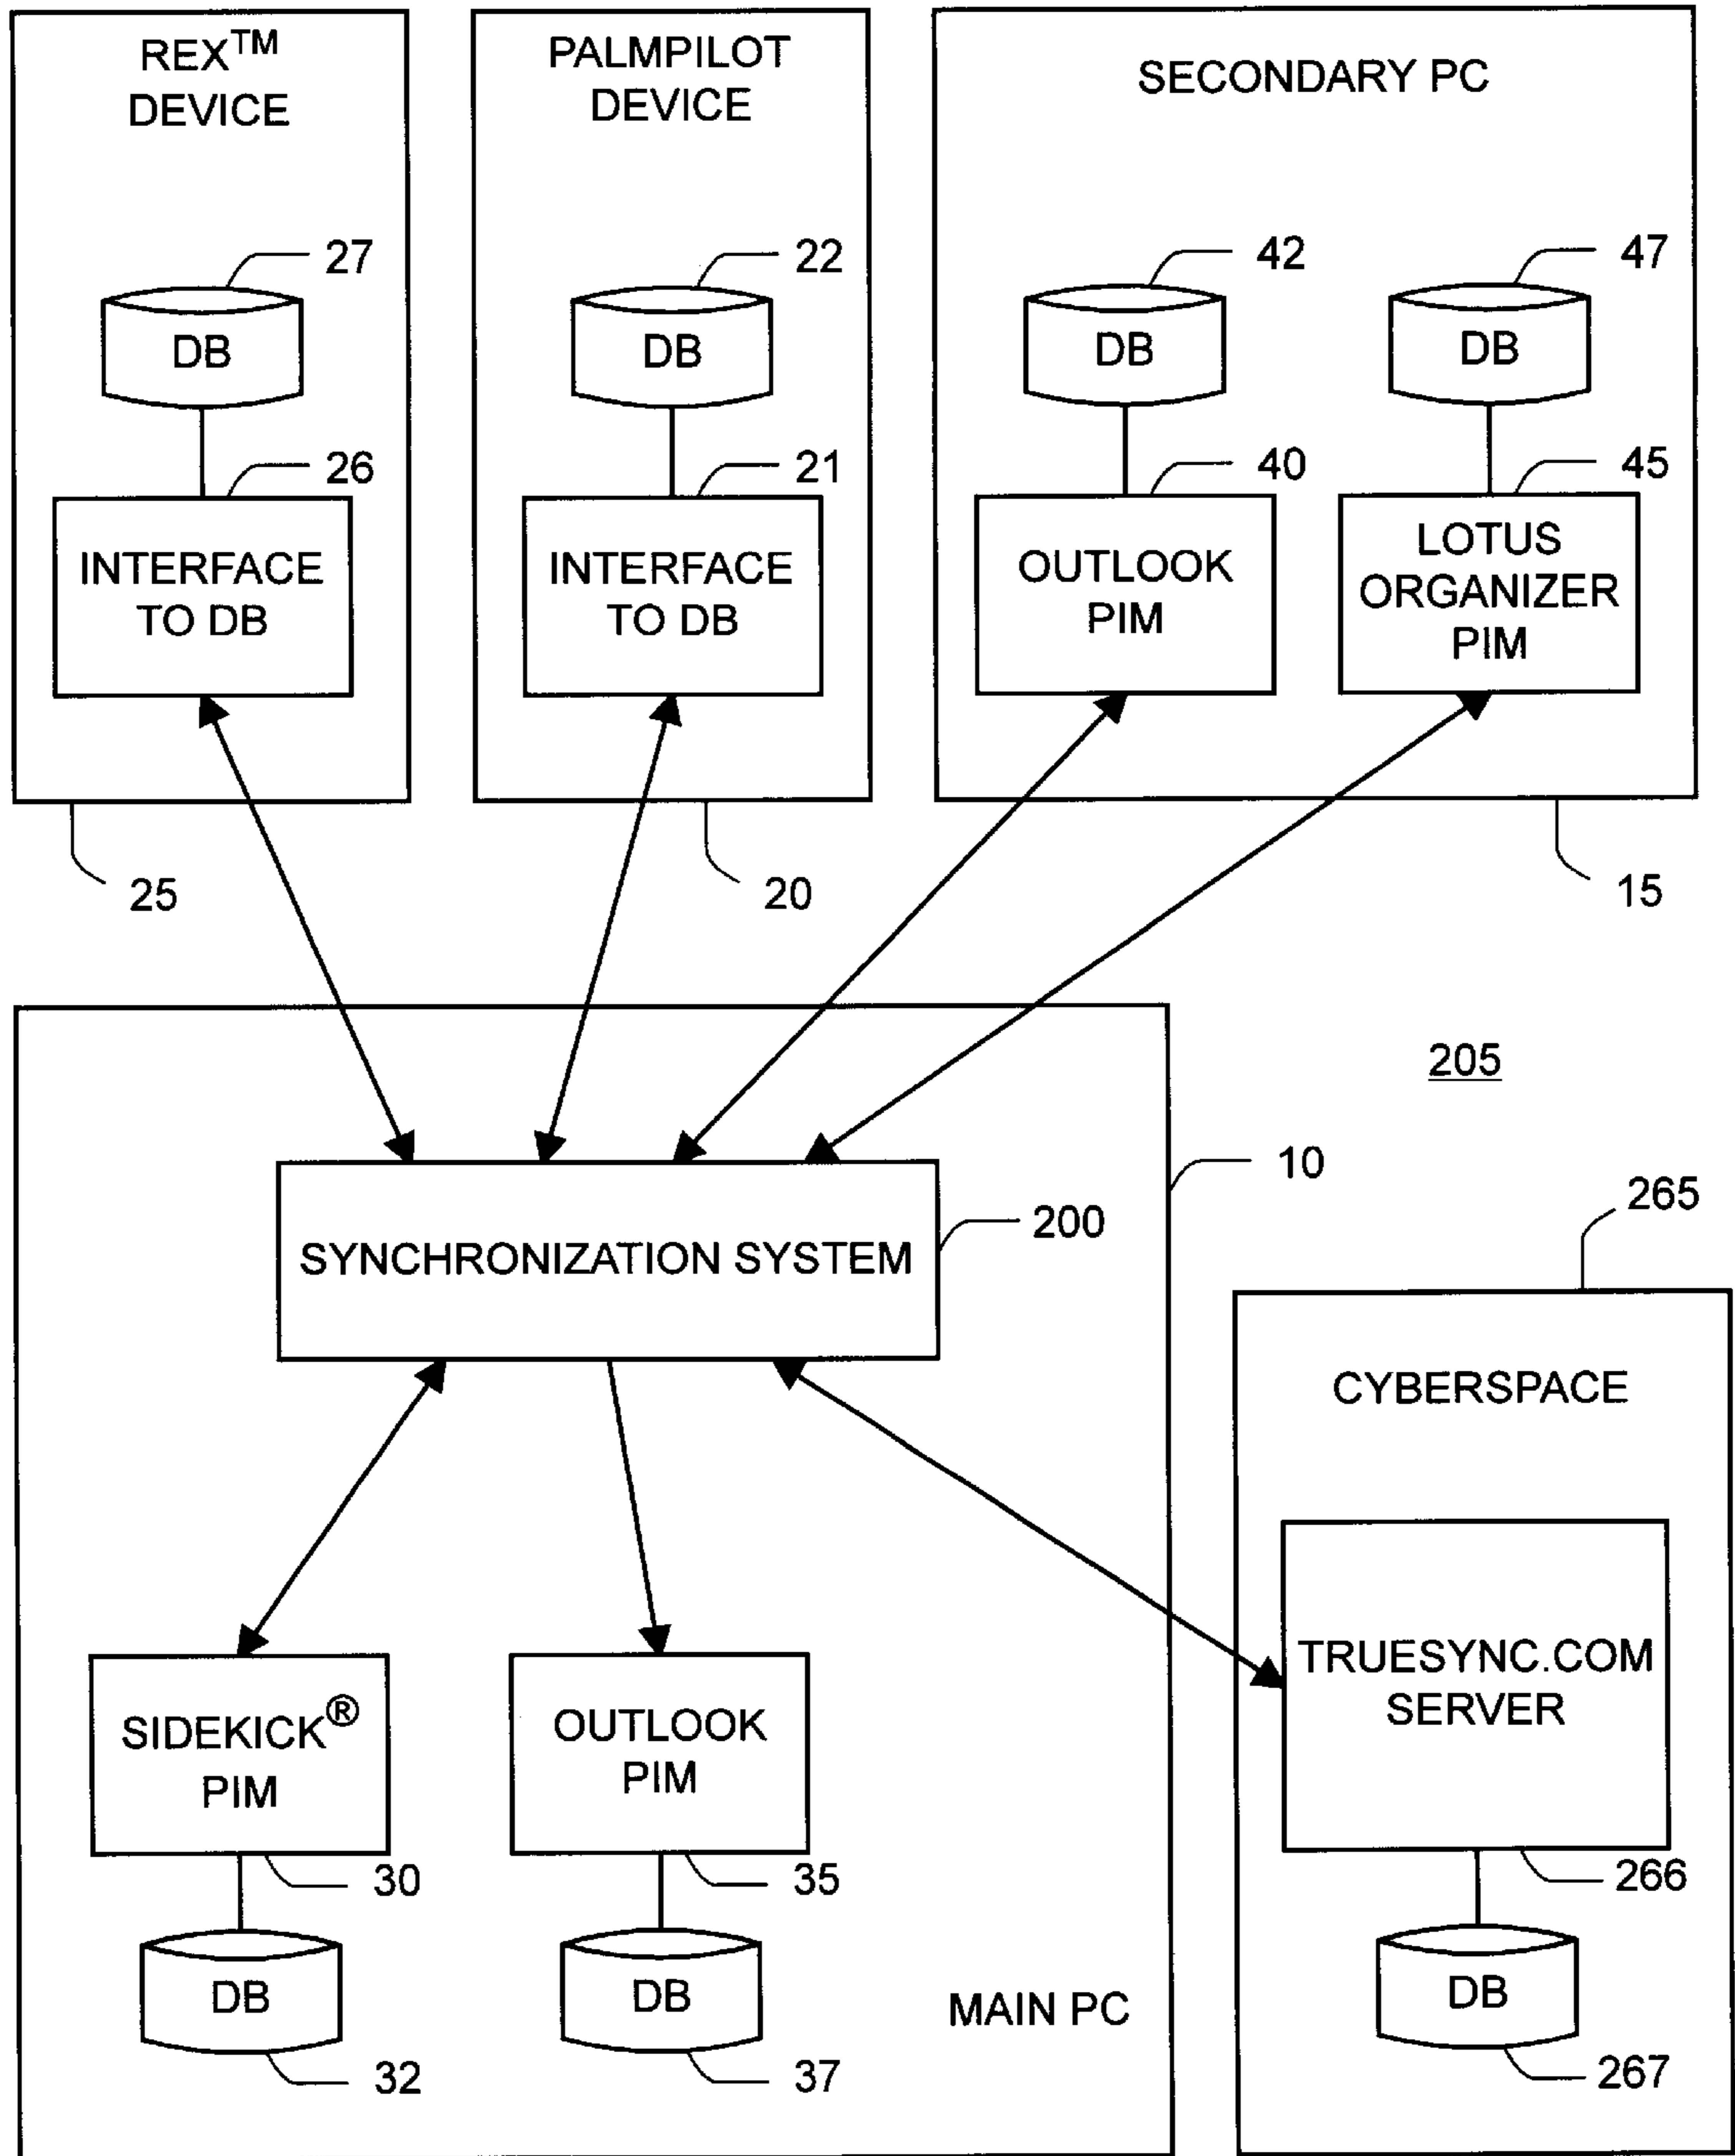 REX™
DEVICE
27
DB
26
INTERFACE
TO DB
25
PALMPILOT
DEVICE
22
DB
21
INTERFACE
TO DB
20
SECONDARY PC
42
DB
40
OUTLOOK
PIM
47
DB
45
LOTUS
ORGANIZER
PIM
15
205
10
SYNCHRONIZATION SYSTEM
200
SIDEKICK®
PIM
30
DB
32
OUTLOOK
PIM
35
DB
37
MAIN PC
265
CYBERSPACE
TRUESYNC.COM
SERVER
266
DB
267